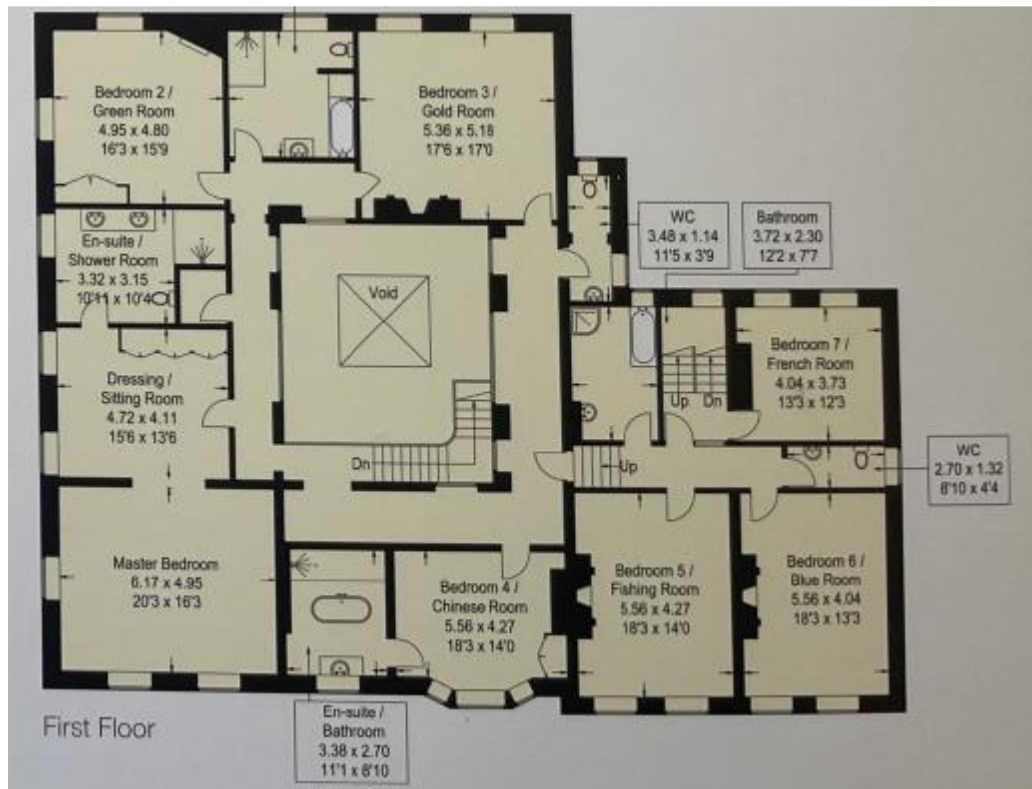 Bedroom 2 /
Green Room
4.95 x 4.80
16'3 x 15'9
Bedroom 3 /
Gold Room
5.36 x 5.18
17'6 x 17'0
WC
3.48 x 1.14
11'5 x 3'9
Bathroom
3.72 x 2.30
12'2 x 7'7
En-suite /
Shower Room
3.32 x 3.15
10'11 x 10'4
Void
Dressing /
Sitting Room
4.72 x 4.11
15'6 x 13'6
Bedroom 7 /
French Room
4.04 x 3.73
13'3 x 12'3
Up Dn
Dn
Up
WC
2.70 x 1.32
8'10 x 4'4
Master Bedroom
6.17 x 4.95
20'3 x 16'3
Bedroom 4 /
Chinese Room
5.56 x 4.27
18'3 x 14'0
Bedroom 5 /
Fishing Room
5.56 x 4.27
18'3 x 14'0
Bedroom 6 /
Blue Room
5.56 x 4.04
18'3 x 13'3
First Floor
En-suite /
Bathroom
3.38 x 2.70
11'1 x 8'10